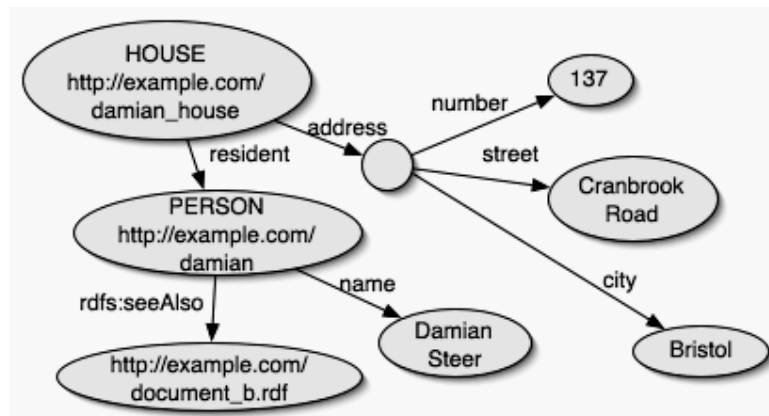 HOUSE
http://example.com/
damian_house
137
number
address
street
resident
Cranbrook
Road
PERSON
http://example.com/
damian
city
name
rdfs:seeAlso
Damian
Steer
Bristol
http://example.com/
document_b.rdf